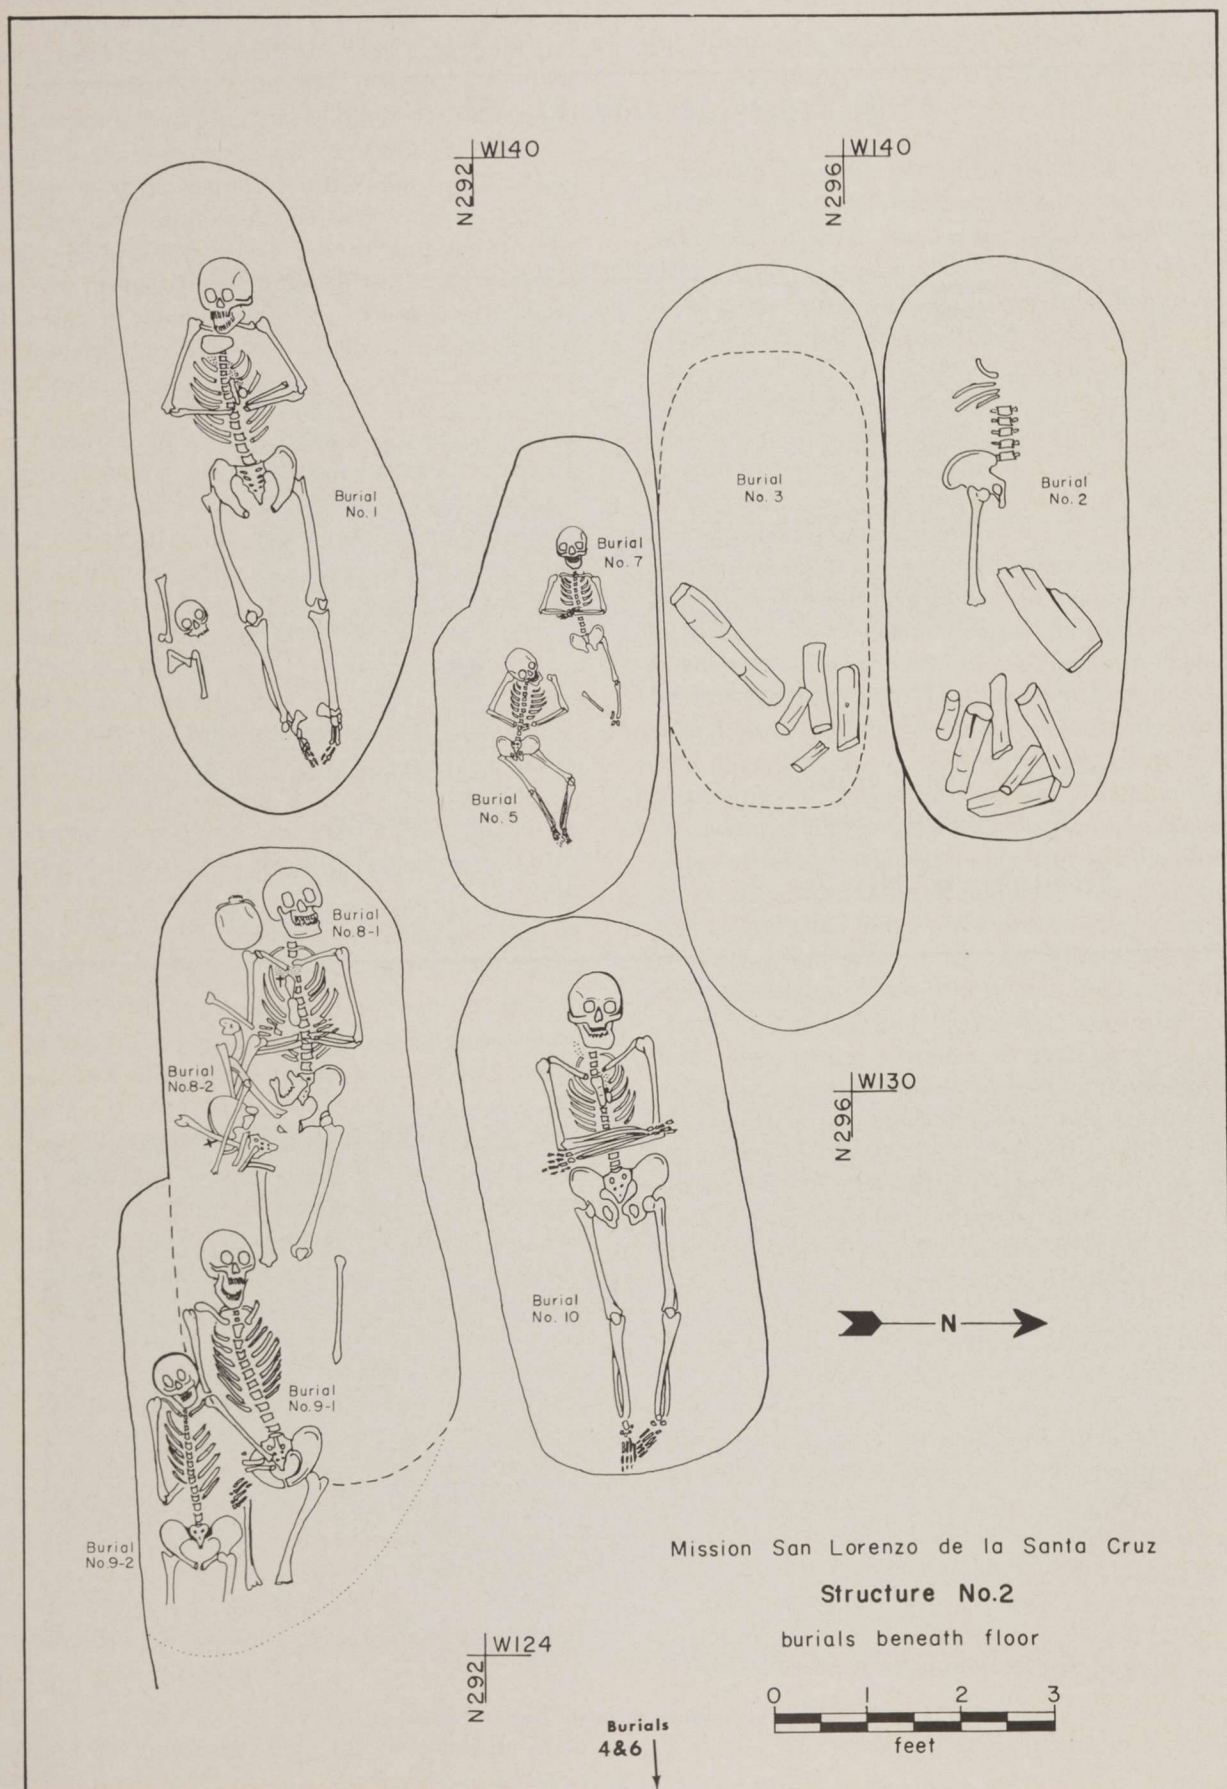 W140
N292
W140
N296
Burial
No. 1
Burial
No. 3
Burial
No. 2
Burial
No. 7
Burial
No. 5
Burial
No.8-1
Burial
No.8-2
W130
N296
Burial
No. 10
N
Burial
No.9-1
Burial
No.9-2
Mission San Lorenzo de la Santa Cruz
Structure No.2
burials beneath floor
W124
N292
0 1 2 3
feet
Burials
4&6